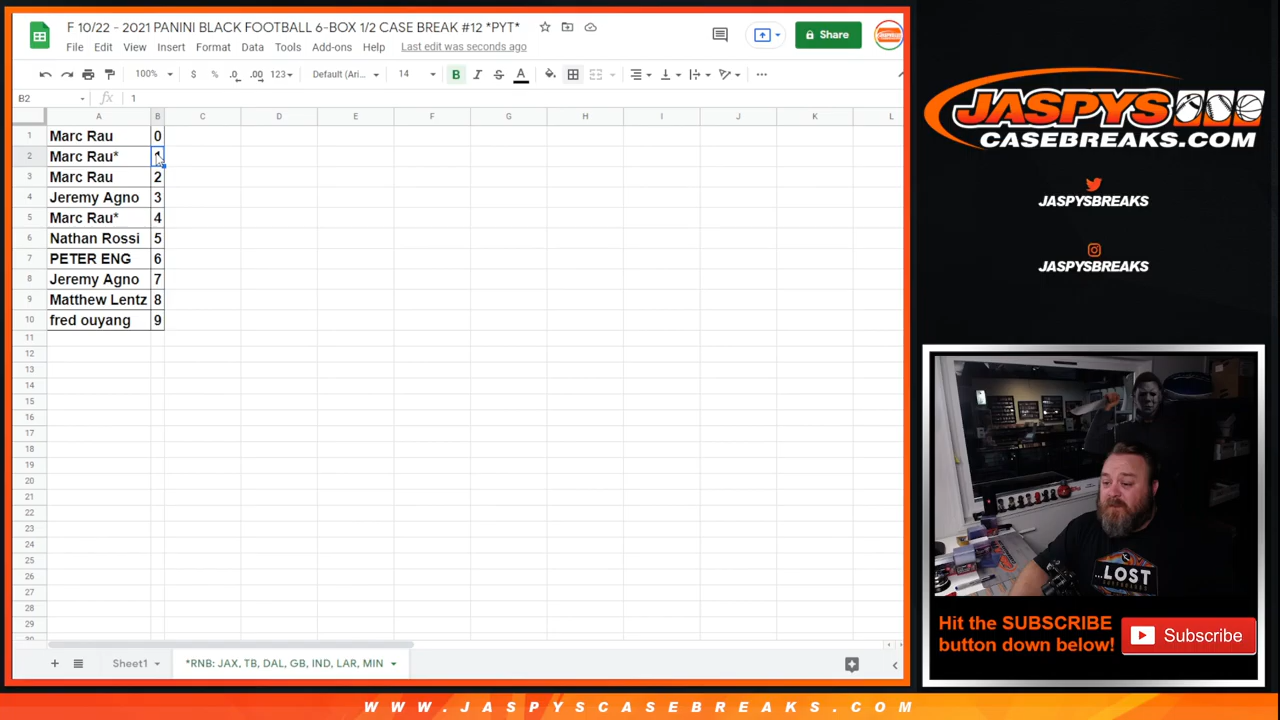 F 10/22 - 2021 PANINI BLACK FOOTBALL 6-BOX 1/2 CASE BREAK #12 *PYT*
File Edit View Insert Format Data Tools Add-ons Help Last edit was seconds ago
Share
100% $ % .0 .00 123 Default (Ari... 14 B I S A
B2 fx 1
A B C D E F G H I J K L
1 Marc Rau 0
2 Marc Rau*
3 Marc Rau 2
4 Jeremy Agno 3
5 Marc Rau* 4
6 Nathan Rossi 5
7 PETER ENG 6
8 Jeremy Agno 7
9 Matthew Lentz 8
10 fred ouyang 9
11
12
13
14
15
16
17
18
19
20
21
22
23
24
25
26
27
28
29
Sheet1 *RNB: JAX, TB, DAL, GB, IND, LAR, MIN
JASPYS
CASEBREAKS.COM
JASPYSBREAKS
JASPYSBREAKS
...LOST
Hit the SUBSCRIBE
button down below!
Subscribe
WWW.JASPYSCASEBREAKS.COM